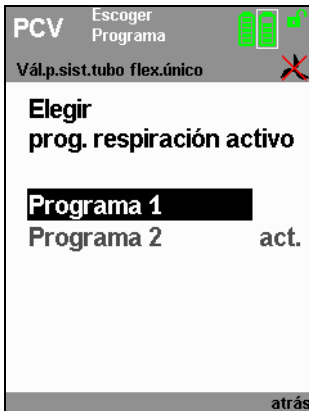 PCV
Escoger
Programa
Vál.p.sist.tubo flex.único
Elegir
prog. respiración activo
Programa 1
Programa 2 act.
atrás